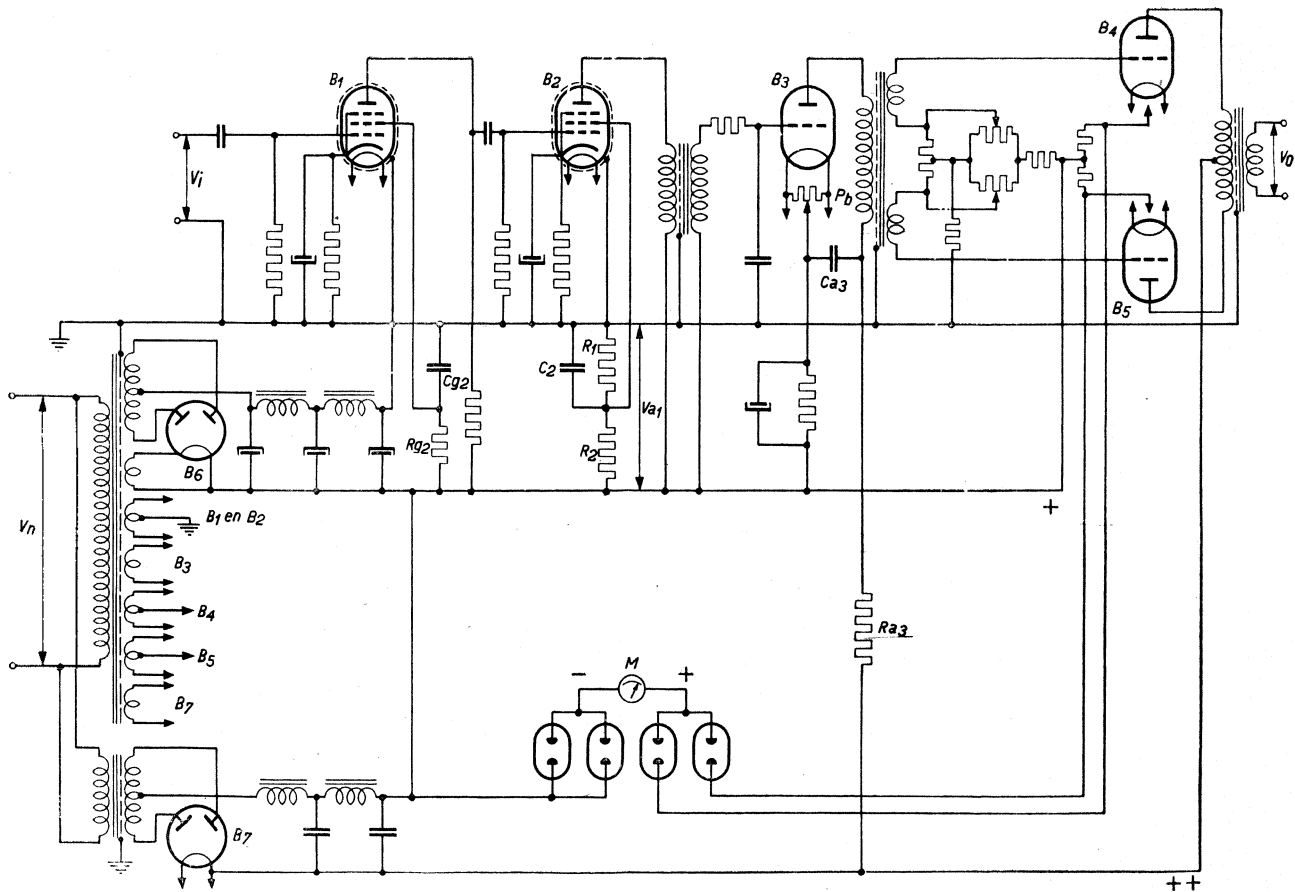 B1
B2
B3
B4
Vi
Pb
V0
Ca3
B5
Cg2
C2
R1
Va1
Rg2
R2
B6
Vn
B1 en B2
+
B3
B4
B5
Ra3
B7
- M +
B7
++